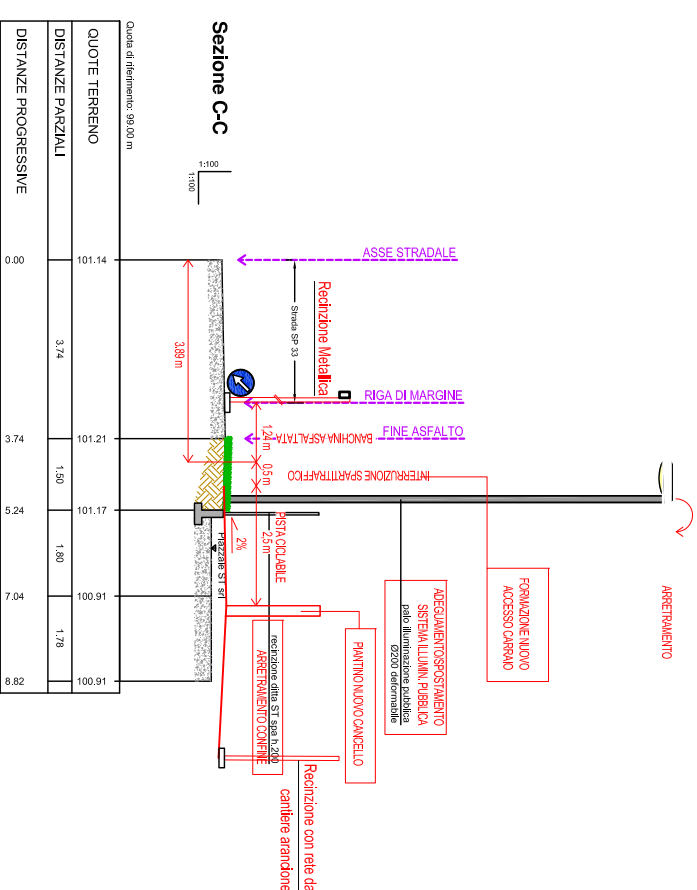 Sezione C-C
1:100
1:100
Quota di riferimento: 99.00 m
QUOTE TERRENO
101.14
101.21
101.17
100.91
100.91
DISTANZE PARZIALI
3.74
1.50
1.80
1.78
DISTANZE PROGRESSIVE
0.00
3.74
5.24
7.04
8.82
ASSE STRADALE
Strada SP 33
Recinzione Metallica
RIGA DI MARGINE
FINE ASFALTO
BANCHINA ASFALTATA
INTERRUZIONE SPARTITRAFFICO
3.89 m
1.24 m
0.5 m
PISTA CICLABILE
2.5 m
2%
Piazzale ST srl
ARRETRAMENTO
FORMAZIONE NUOVO
ACCESSO CARRAIO
ADEGUAMENTO/SPOSTAMENTO
SISTEMA ILLUMIN. PUBBLICA
palo illuminazione pubblica
Ø200 deformabile
PIANTINO NUOVO CANCELLO
recinzione ditta ST spa h.200
ARRETRAMENTO CONFINE
Recinzione con rete da
cantiere arancione